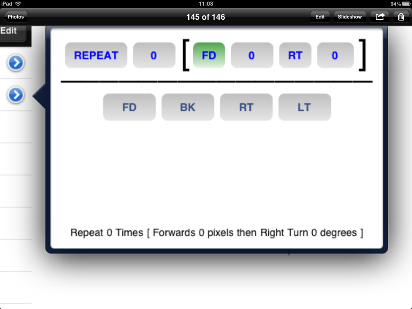 iPad 11:03 94%
Photos 145 of 146 Edit Slideshow
Edit
REPEAT 0 [ FD 0 RT 0 ]
FD BK RT LT
Repeat 0 Times [ Forwards 0 pixels then Right Turn 0 degrees ]